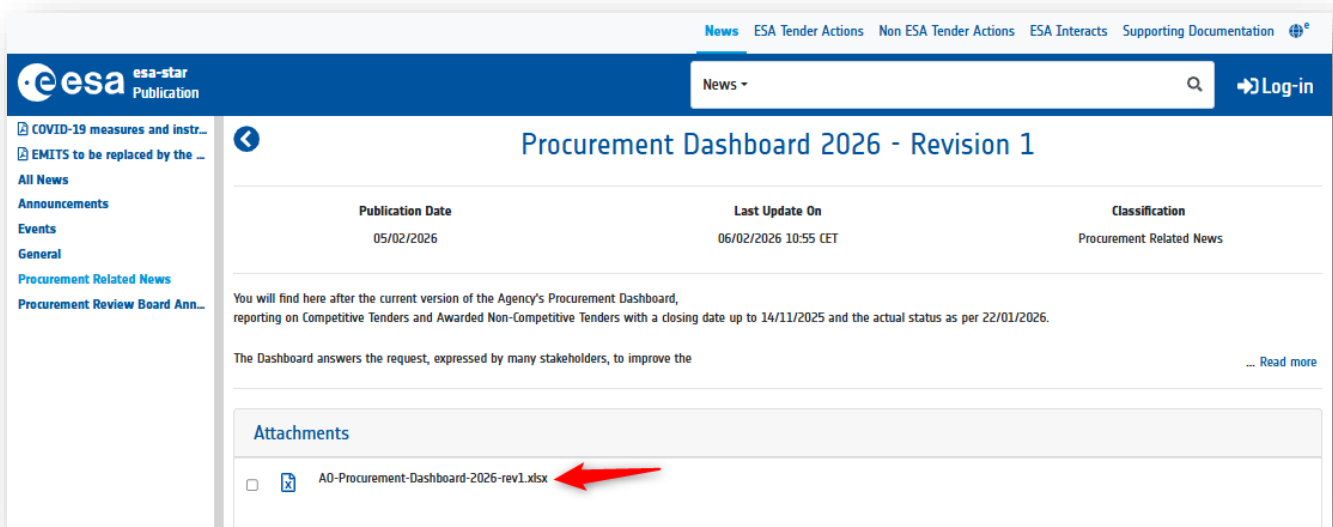 News ESA Tender Actions Non ESA Tender Actions ESA Interacts Supporting Documentation e
esa esa-star
Publication
News
Log-in
COVID-19 measures and instr...
EMITS to be replaced by the ...
All News
Announcements
Events
General
Procurement Related News
Procurement Review Board Ann...
Procurement Dashboard 2026 - Revision 1
Publication Date Last Update On Classification
05/02/2026 06/02/2026 10:55 CET Procurement Related News
You will find here after the current version of the Agency's Procurement Dashboard,
reporting on Competitive Tenders and Awarded Non-Competitive Tenders with a closing date up to 14/11/2025 and the actual status as per 22/01/2026.
The Dashboard answers the request, expressed by many stakeholders, to improve the
... Read more
Attachments
AO-Procurement-Dashboard-2026-rev1.xlsx